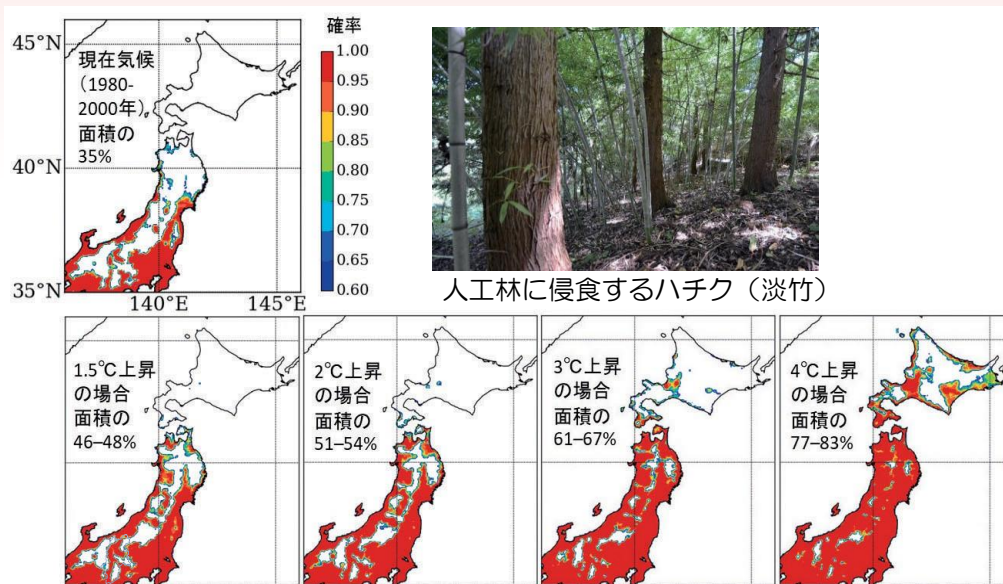 確率
45°N
40°N
35°N
140°E
145°E
現在気候
(1980-
2000年)
面積の
35%
1.00
0.95
0.90
0.85
0.80
0.75
0.70
0.65
0.60
人工林に侵食するハチク（淡竹）
1.5℃上昇
の場合
面積の
46–48%
2℃上昇
の場合
面積の
51–54%
3℃上昇
の場合
面積の
61–67%
4℃上昇
の場合
面積の
77–83%